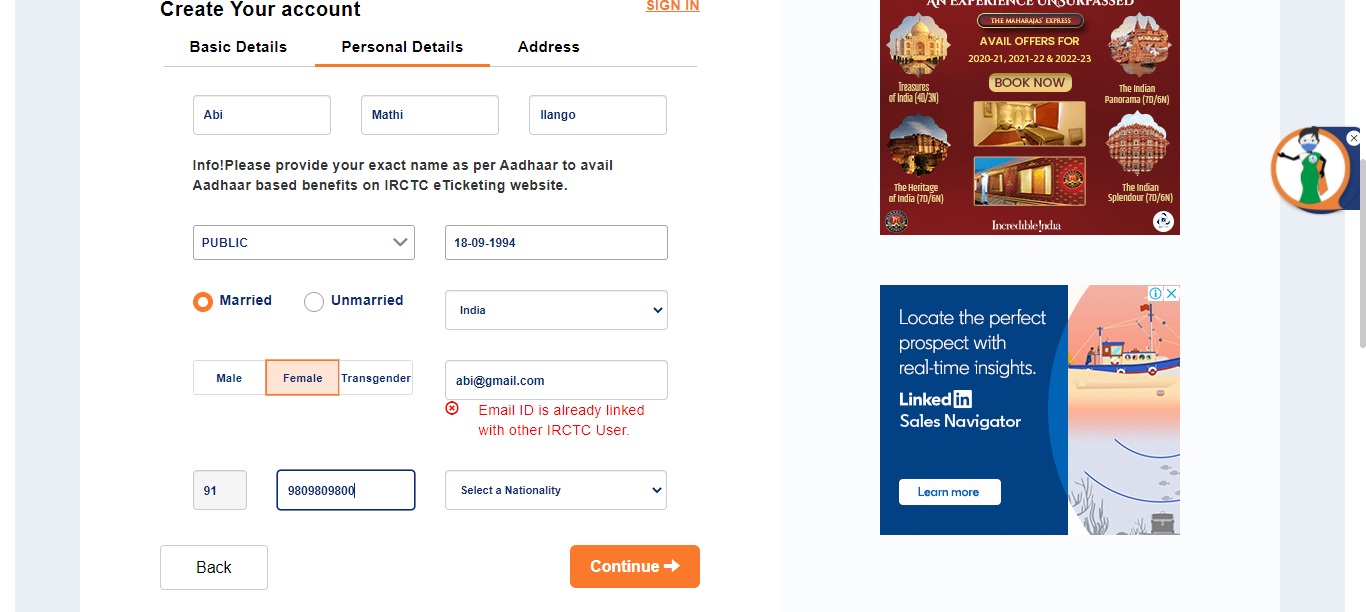 Create Your account
SIGN IN
Basic Details
Personal Details
Address
Abi
Mathi
Ilango
Info!Please provide your exact name as per Aadhaar to avail
Aadhaar based benefits on IRCTC eTicketing website.
PUBLIC
18-09-1994
Married
Unmarried
India
Male
Female
Transgender
abi@gmail.com
Email ID is already linked
with other IRCTC User.
91
9809809800
Select a Nationality
Back
Continue
AN EXPERIENCE UNSURPASSED
THE MAHARAJAS' EXPRESS
AVAIL OFFERS FOR
2020-21, 2021-22 & 2022-23
BOOK NOW
Treasures
of India (4D/3N)
The Indian
Panorama (7D/6N)
The Heritage
of India (7D/6N)
The Indian
Splendour (7D/6N)
Incredible!ndia
Locate the perfect
prospect with
real-time insights.
Linked in
Sales Navigator
Learn more